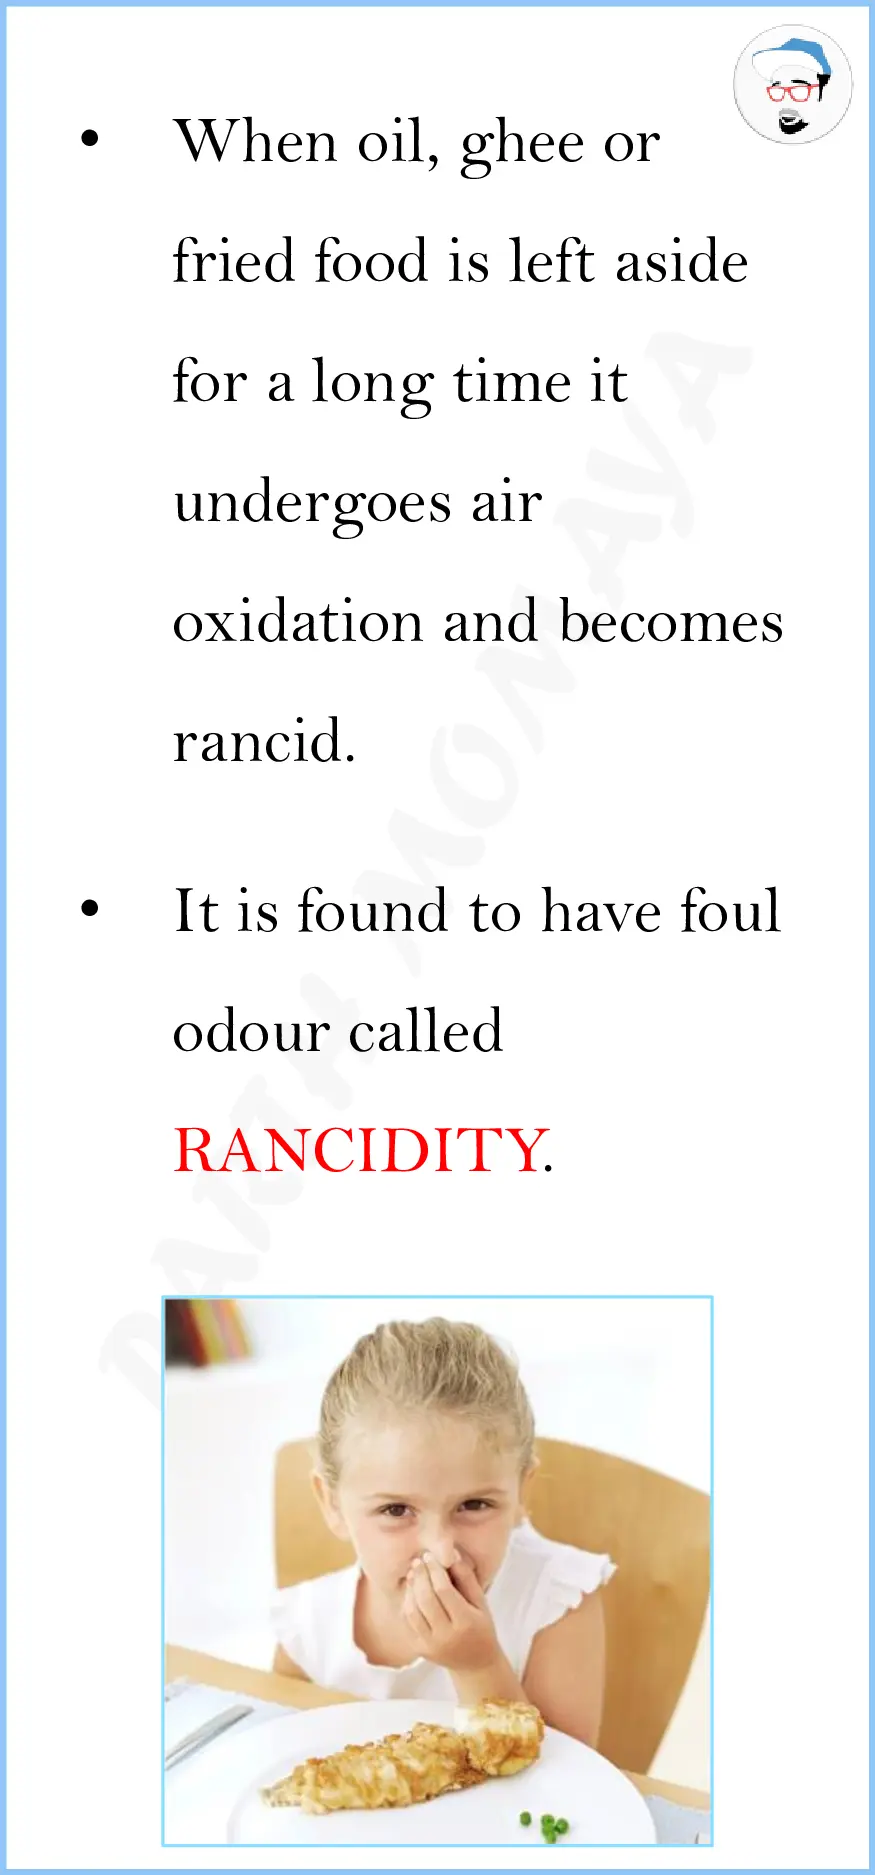 • When oil, ghee or
fried food is left aside
for a long time it
undergoes air
oxidation and becomes
rancid.
• It is found to have foul
odour called
RANCIDITY.